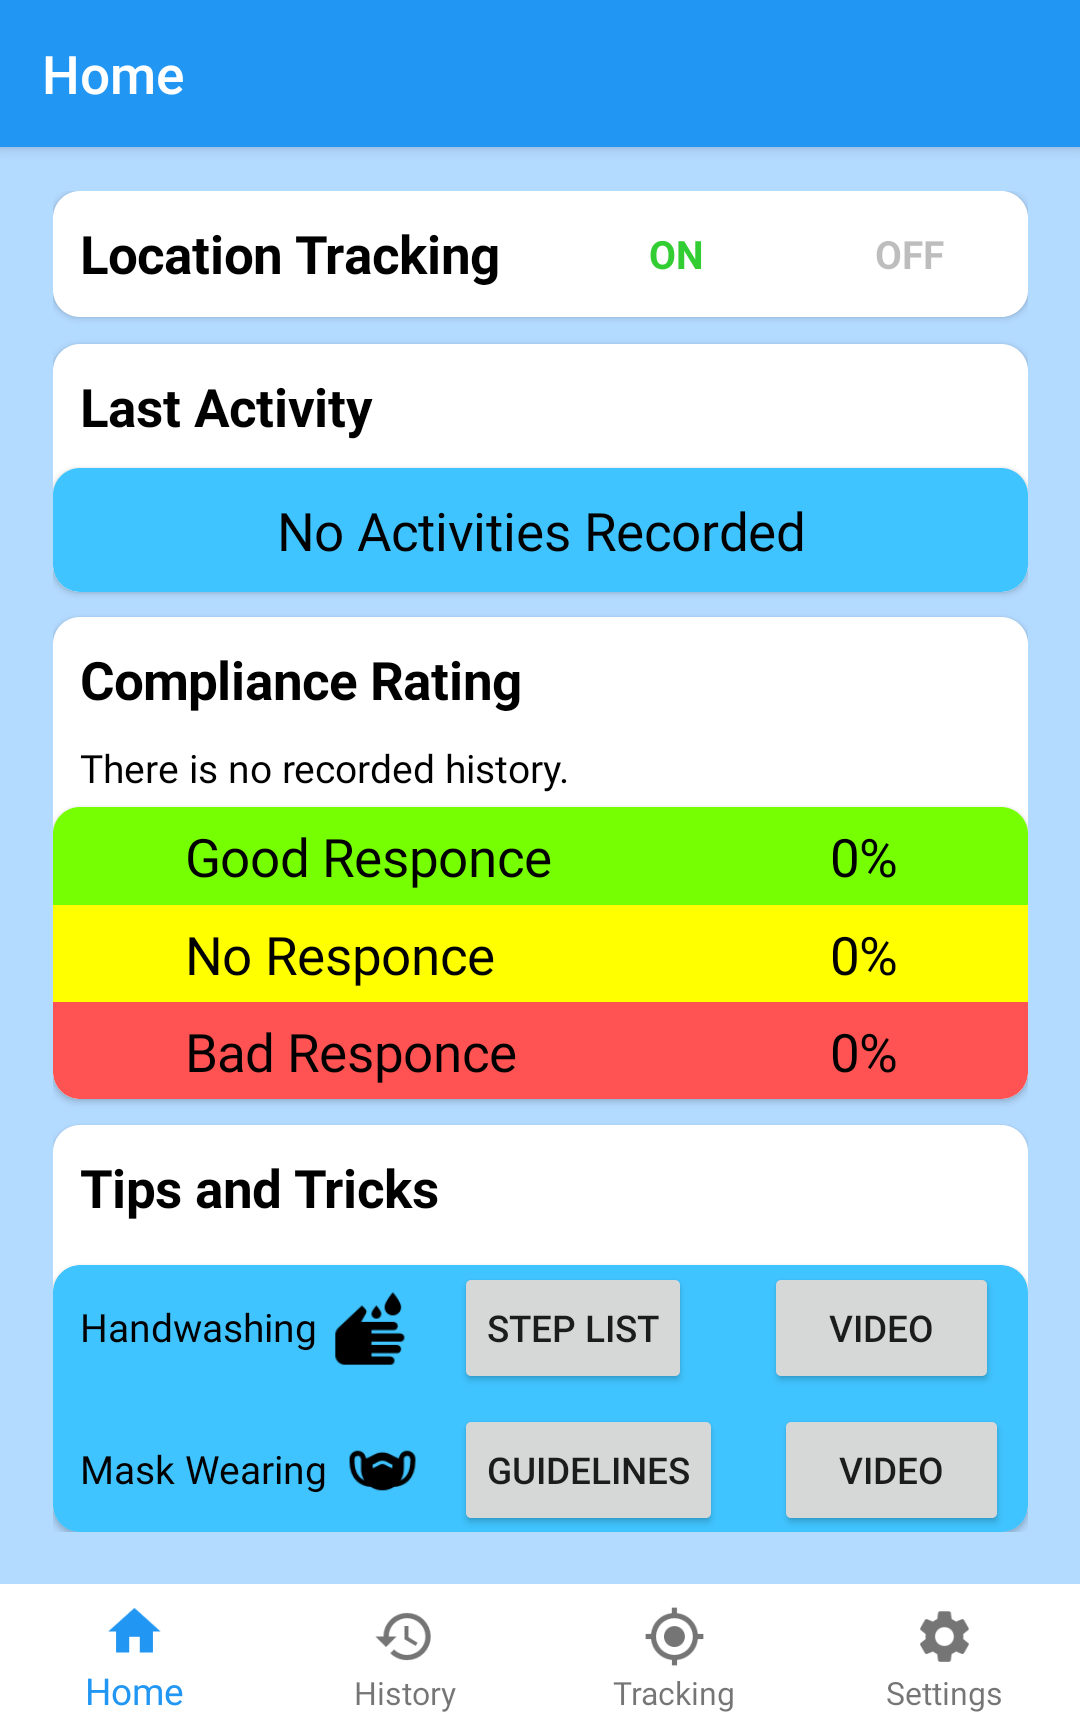 Home
Location Tracking ON OFF
Last Activity
No Activities Recorded
Compliance Rating
There is no recorded history.
Good Responce 0%
No Responce 0%
Bad Responce 0%
Tips and Tricks
Handwashing STEP LIST VIDEO
Mask Wearing GUIDELINES VIDEO
Home History Tracking Settings